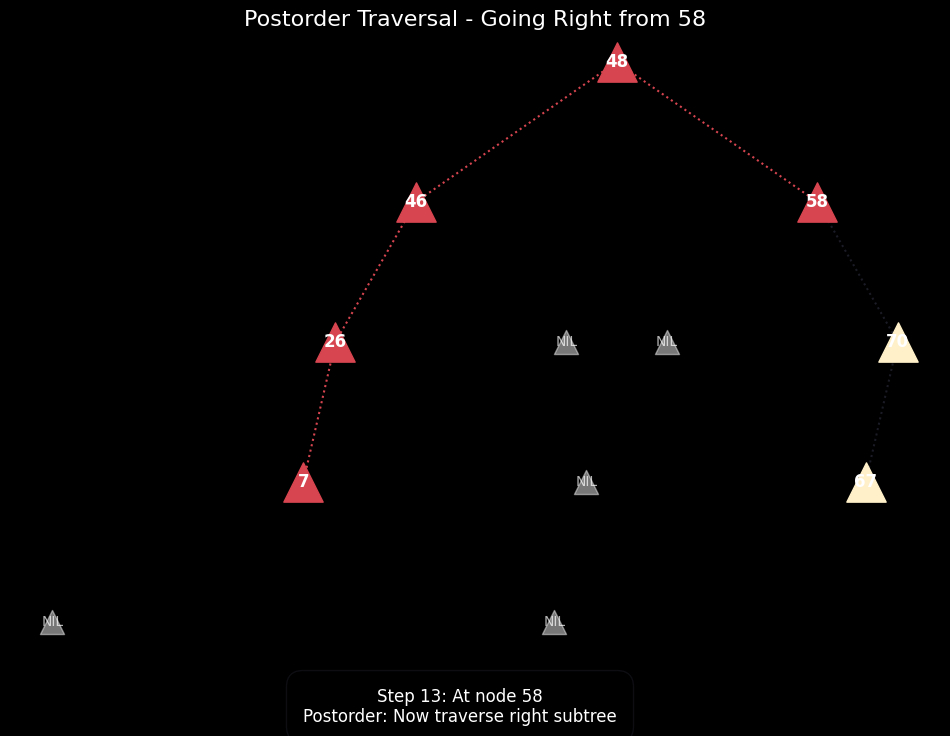 Postorder Traversal - Going Right from 58
48
46
58
26
NIL
NIL
70
7
NIL
67
NIL
NIL
Step 13: At node 58
Postorder: Now traverse right subtree